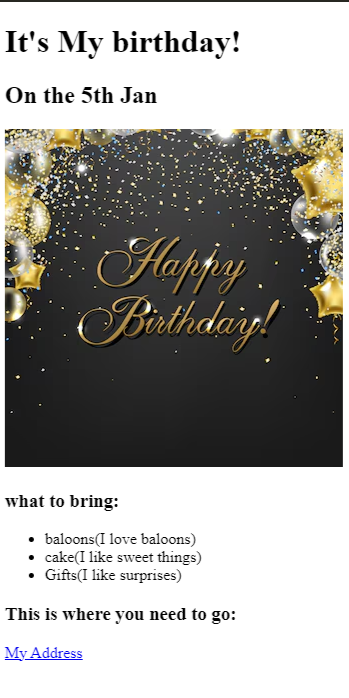 It's My birthday!
On the 5th Jan
Happy
Birthday!
what to bring:
baloons(I love baloons)
cake(I like sweet things)
Gifts(I like surprises)
This is where you need to go:
My Address